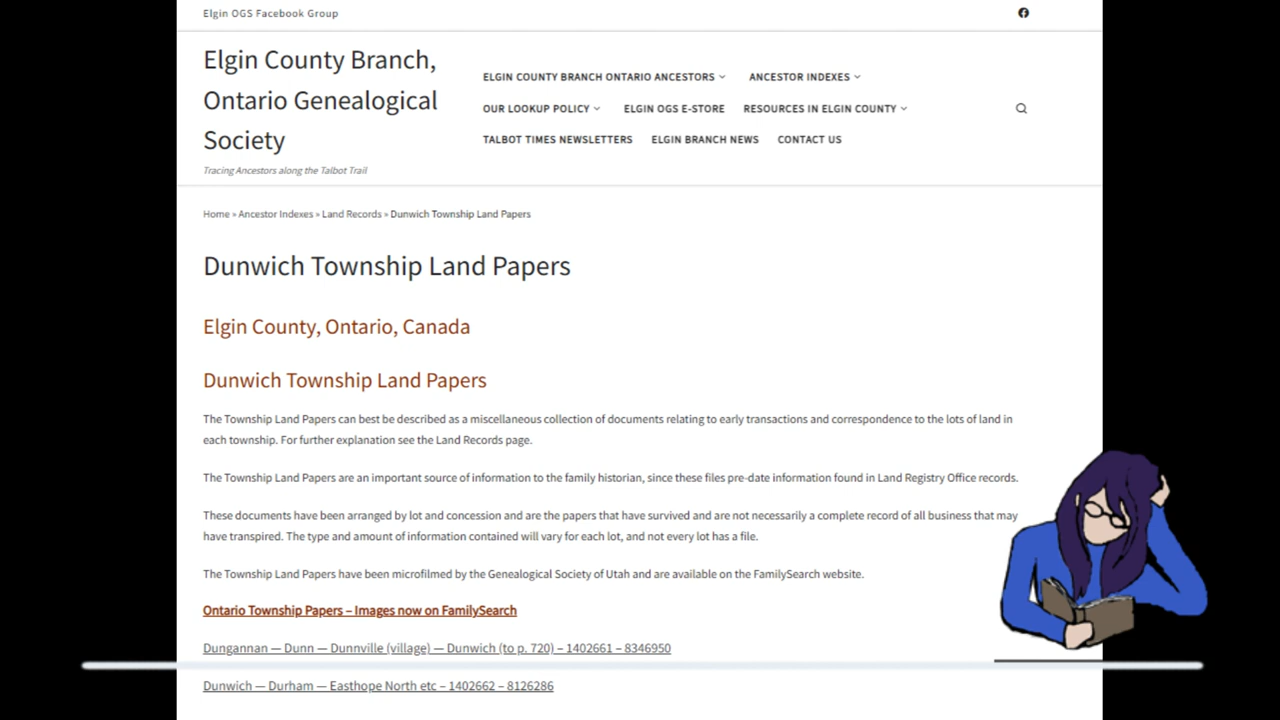 Elgin OGS Facebook Group
Elgin County Branch,
Ontario Genealogical
Society
Tracing Ancestors along the Talbot Trail
ELGIN COUNTY BRANCH ONTARIO ANCESTORS
ANCESTOR INDEXES
OUR LOOKUP POLICY
ELGIN OGS E-STORE
RESOURCES IN ELGIN COUNTY
TALBOT TIMES NEWSLETTERS
ELGIN BRANCH NEWS
CONTACT US
Home » Ancestor Indexes » Land Records » Dunwich Township Land Papers
Dunwich Township Land Papers
Elgin County, Ontario, Canada
Dunwich Township Land Papers
The Township Land Papers can best be described as a miscellaneous collection of documents relating to early transactions and correspondence to the lots of land in
each township. For further explanation see the Land Records page.
The Township Land Papers are an important source of information to the family historian, since these files pre-date information found in Land Registry Office records.
These documents have been arranged by lot and concession and are the papers that have survived and are not necessarily a complete record of all business that may
have transpired. The type and amount of information contained will vary for each lot, and not every lot has a file.
The Township Land Papers have been microfilmed by the Genealogical Society of Utah and are available on the FamilySearch website.
Ontario Township Papers – Images now on FamilySearch
Dungannan — Dunn — Dunnville (village) — Dunwich (to p. 720) – 1402661 – 8346950
Dunwich — Durham — Easthope North etc – 1402662 – 8126286